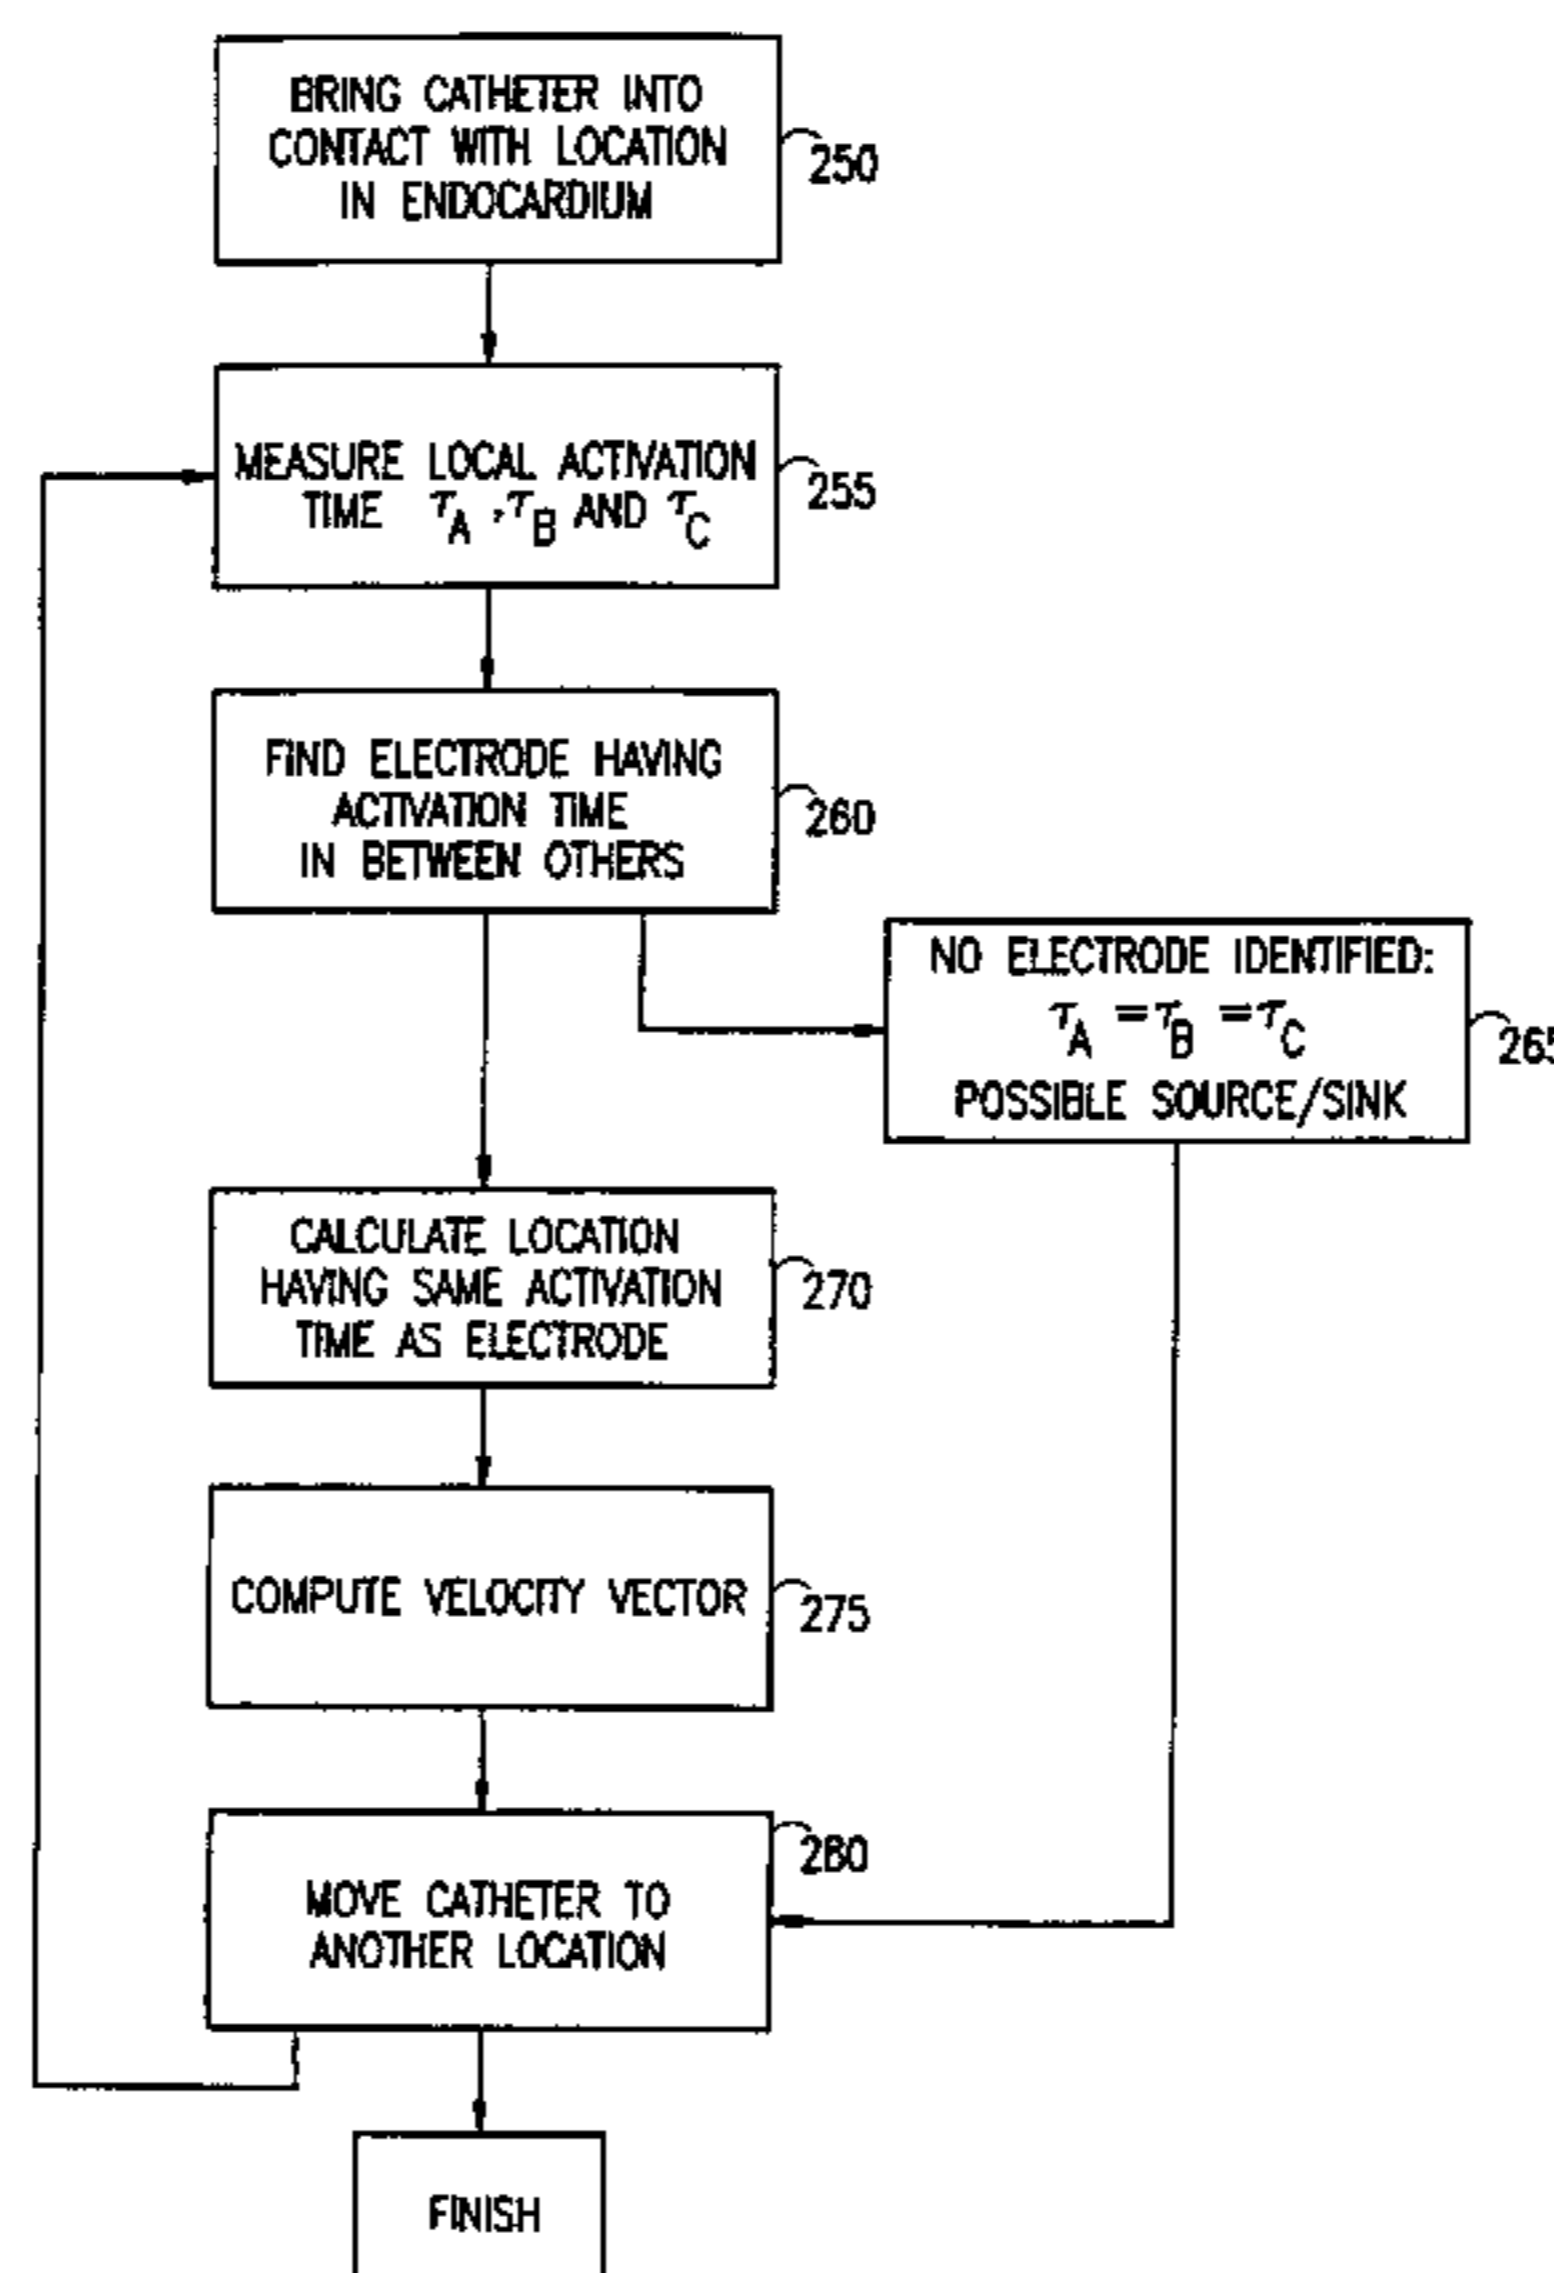 BRING CATHETER INTO
CONTACT WITH LOCATION
IN ENDOCARDIUM
250
MEASURE LOCAL ACTIVATION
TIME τA, τB AND τC
255
FIND ELECTRODE HAVING
ACTIVATION TIME
IN BETWEEN OTHERS
260
NO ELECTRODE IDENTIFIED:
τA = τB = τC
POSSIBLE SOURCE/SINK
265
CALCULATE LOCATION
HAVING SAME ACTIVATION
TIME AS ELECTRODE
270
COMPUTE VELOCITY VECTOR
275
280
MOVE CATHETER TO
ANOTHER LOCATION
FINISH